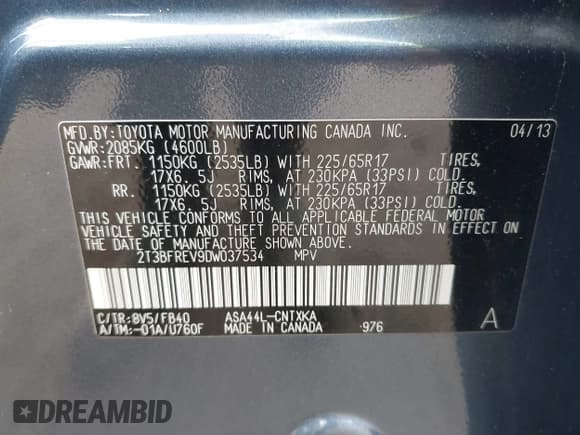 MFD.BY:TOYOTA MOTOR MANUFACTURING CANADA INC. 04/13
GVWR:2085KG (4600LB)
GAWR:FRT. 1150KG (2535LB) WITH 225/65R17 TIRES,
17X6. 5J RIMS, AT 230KPA (33PSI) COLD.
RR. 1150KG (2535LB) WITH 225/65R17 TIRES,
17X6. 5J RIMS, AT 230KPA (33PSI) COLD.
THIS VEHICLE CONFORMS TO ALL APPLICABLE FEDERAL MOTOR
VEHICLE SAFETY AND THEFT PREVENTION STANDARDS IN EFFECT ON
THE DATE OF MANUFACTURE SHOWN ABOVE.
2T3BFREV9DW037534 MPV
C/TR:8V5/FB40 ASA44L-CNTXKA
A/TM:-01A/U760F MADE IN CANADA 976 A
DREAMBID